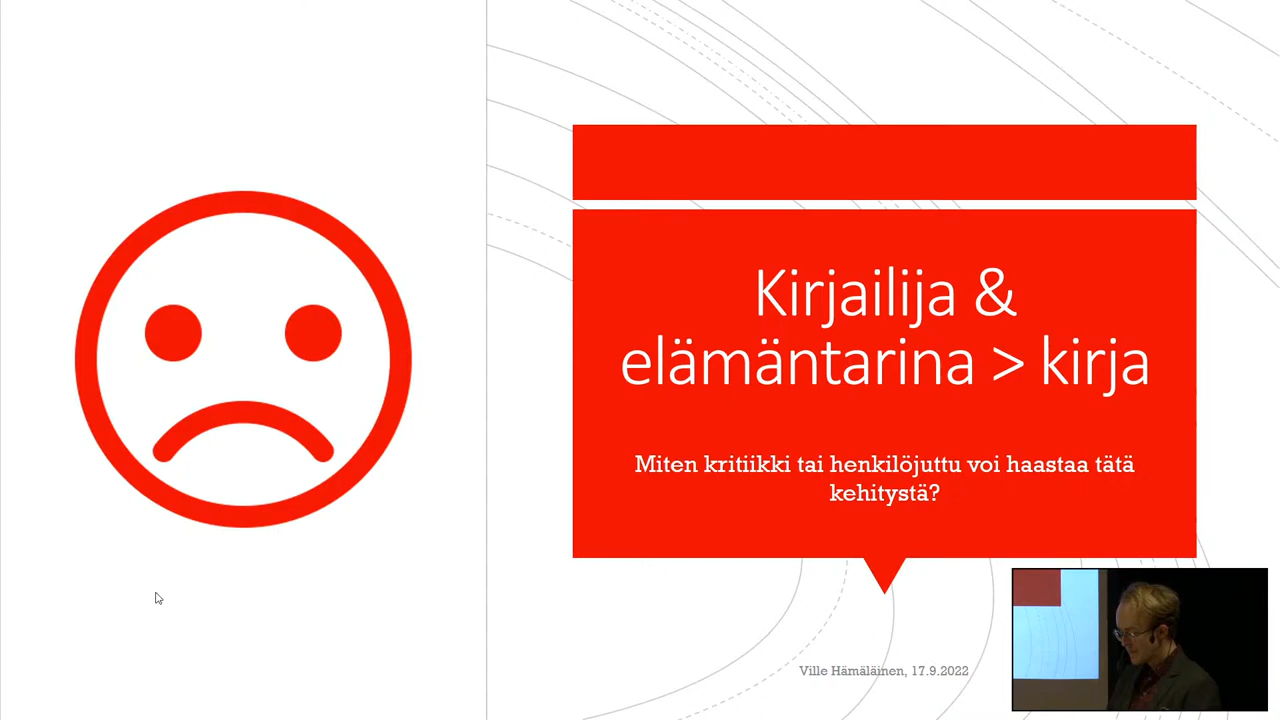 Kirjailija &
elämäntarina > kirja
Miten kritiikki tai henkilöjuttu voi haastaa tätä
kehitystä?
Ville Hämäläinen, 17.9.2022